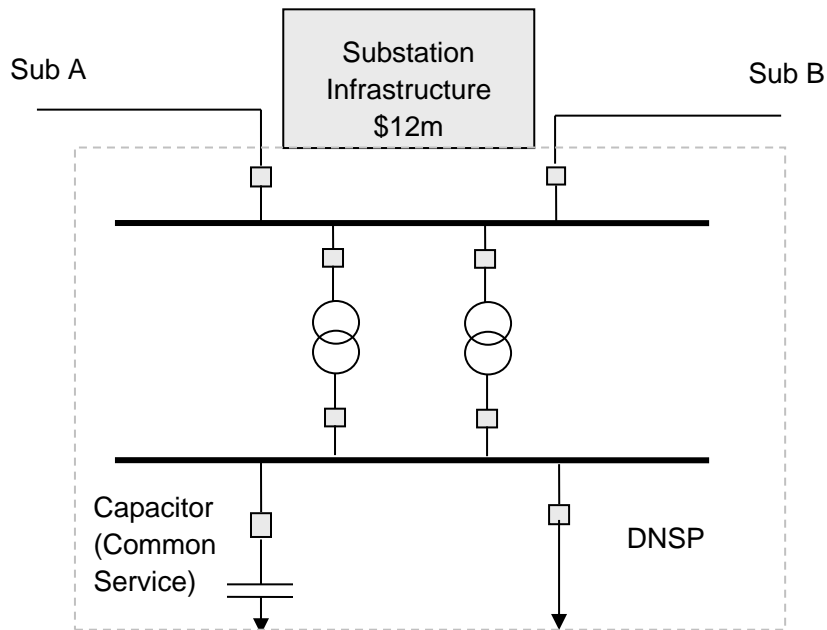 Substation
Infrastructure
$12m
Sub A
Sub B
Capacitor
(Common
Service)
DNSP